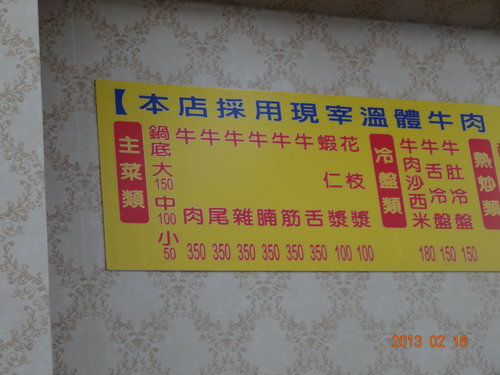 【本店採用現宰溫體牛肉
主菜類
鍋底 大150 中100 小50
牛肉 350
牛尾 350
牛雜 350
牛腩 350
牛筋 350
牛舌 350
蝦仁漿 100
花枝漿 100
冷盤類
牛肉沙西米 180
牛舌冷盤 150
牛肚冷盤 150
熱炒類
2013 02 16